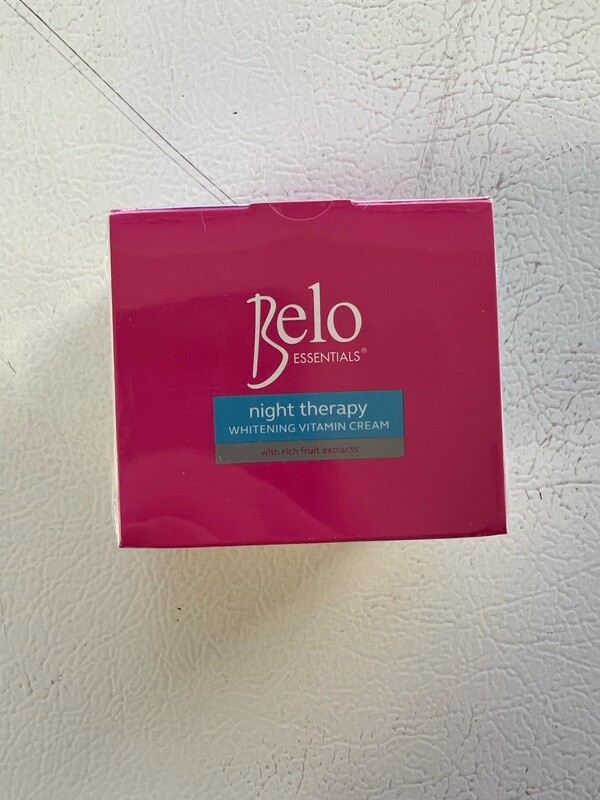 Belo
ESSENTIALS®
night therapy
WHITENING VITAMIN CREAM
with rich fruit extracts